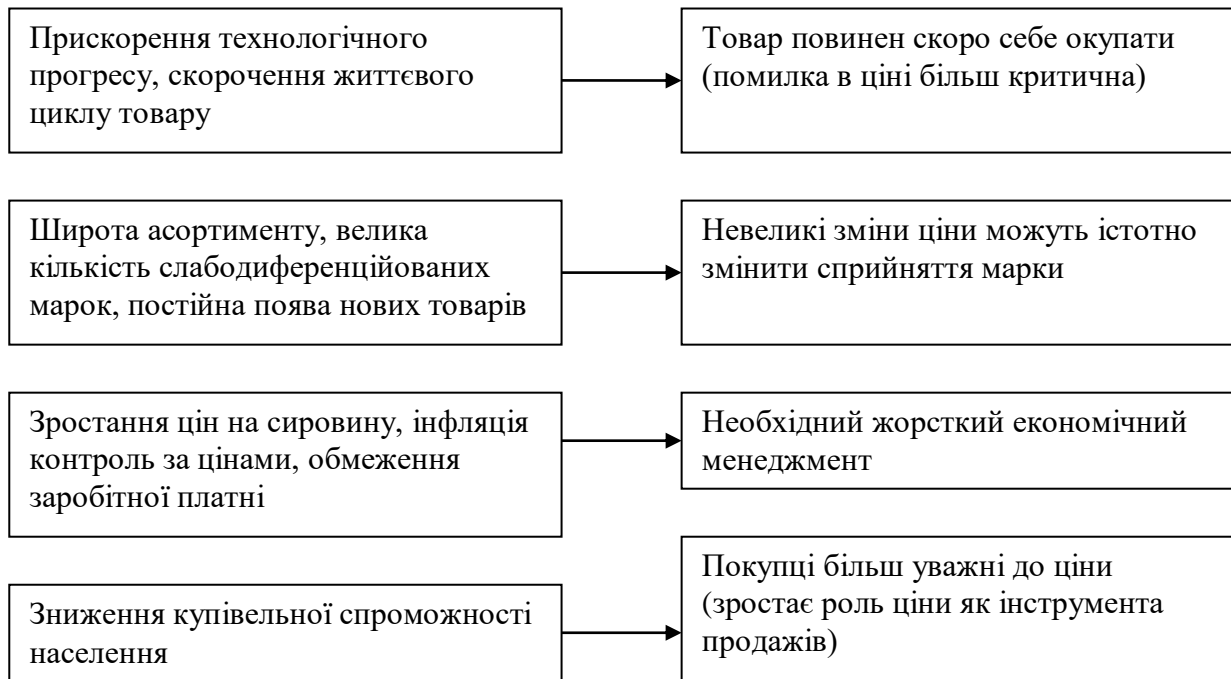 Прискорення технологічного
прогресу, скорочення життєвого
циклу товару
Товар повинен скоро себе окупати
(помилка в ціні більш критична)
Широта асортименту, велика
кількість слабодиференційованих
марок, постійна поява нових товарів
Невеликі зміни ціни можуть істотно
змінити сприйняття марки
Зростання цін на сировину, інфляція
контроль за цінами, обмеження
заробітної платні
Необхідний жорсткий економічний
менеджмент
Зниження купівельної спроможності
населення
Покупці більш уважні до ціни
(зростає роль ціни як інструмента
продажів)